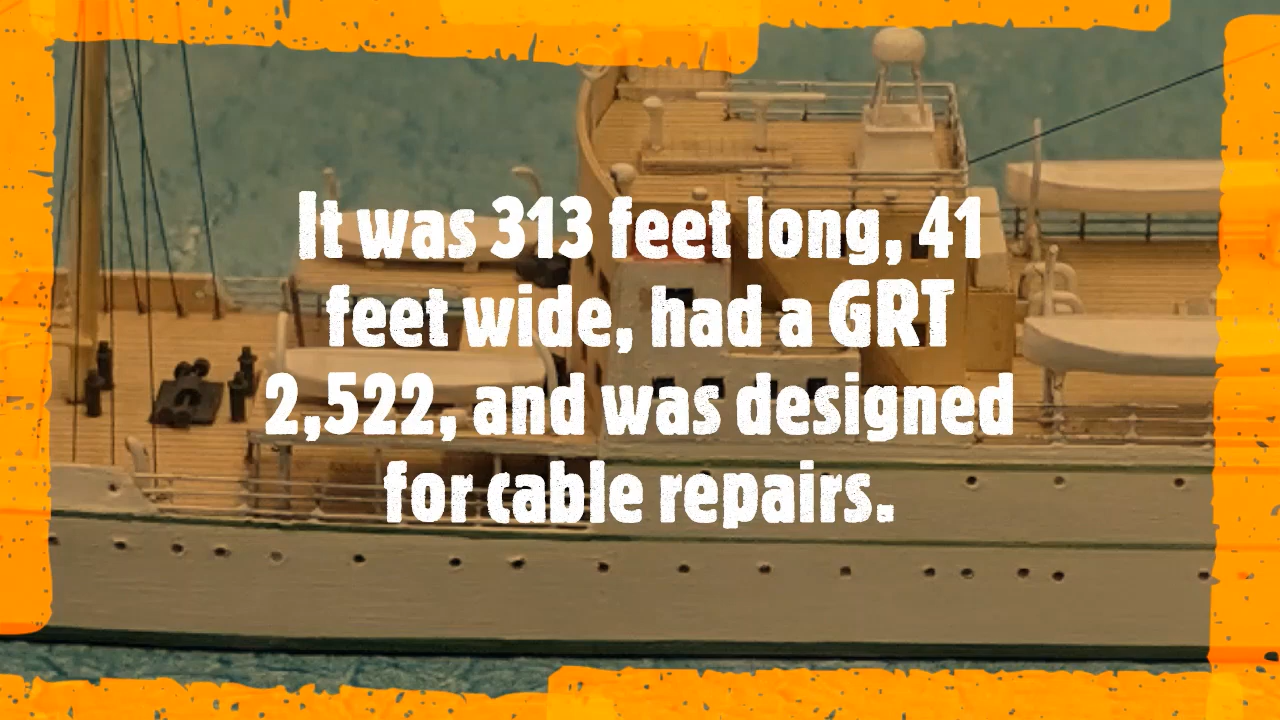 It was 313 feet long, 41
feet wide, had a GRT
2,522, and was designed
for cable repairs.